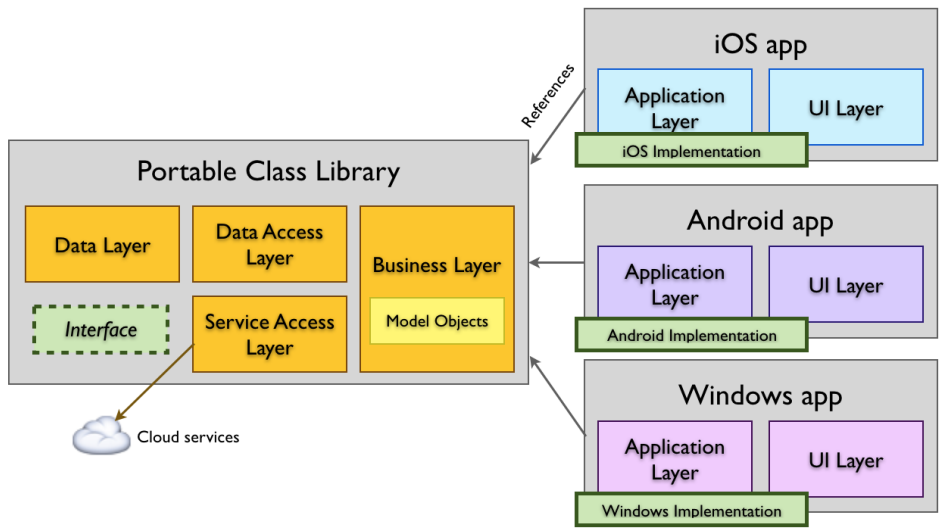 iOS app
Application
Layer
UI Layer
iOS Implementation
References
Portable Class Library
Data Layer
Data Access
Layer
Business Layer
Model Objects
Interface
Service Access
Layer
Cloud services
Android app
Application
Layer
UI Layer
Android Implementation
Windows app
Application
Layer
UI Layer
Windows Implementation